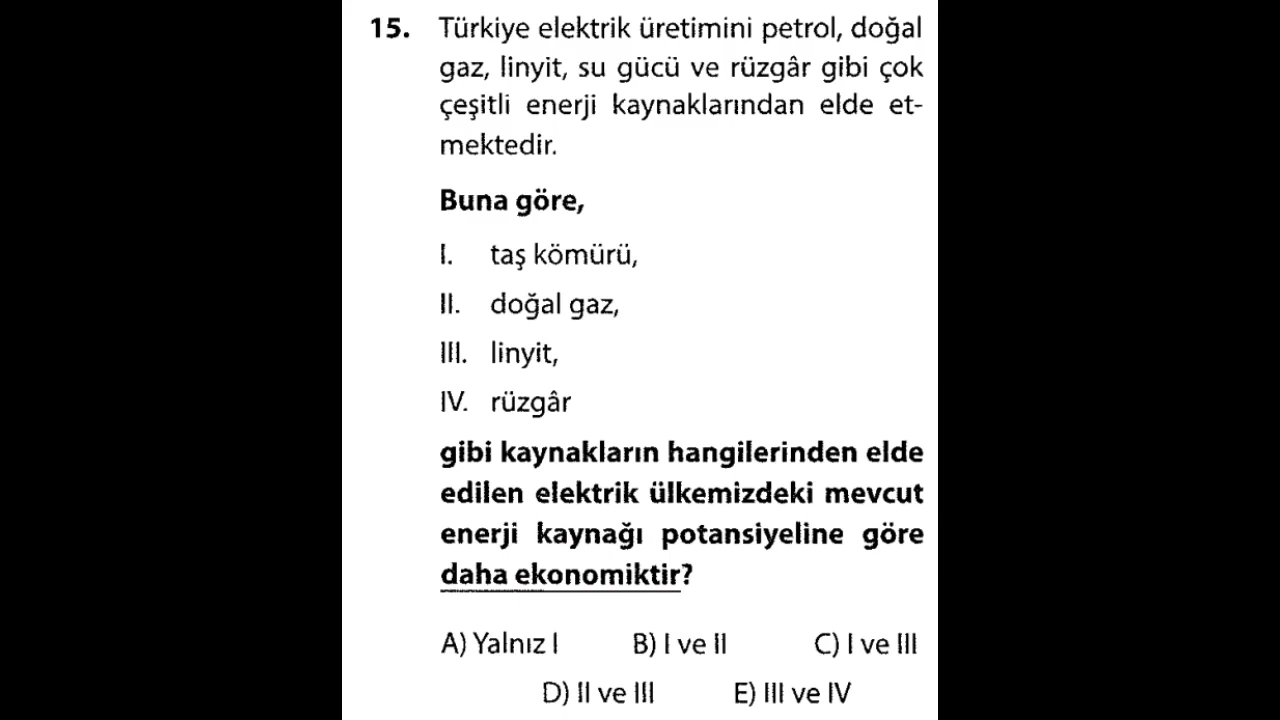 15. Türkiye elektrik üretimini petrol, doğal
gaz, linyit, su gücü ve rüzgâr gibi çok
çeşitli enerji kaynaklarından elde et-
mektedir.
Buna göre,
I. taş kömürü,
II. doğal gaz,
III. linyit,
IV. rüzgâr
gibi kaynakların hangilerinden elde
edilen elektrik ülkemizdeki mevcut
enerji kaynağı potansiyeline göre
daha ekonomiktir?
A) Yalnız I B) I ve II C) I ve III
D) II ve III E) III ve IV